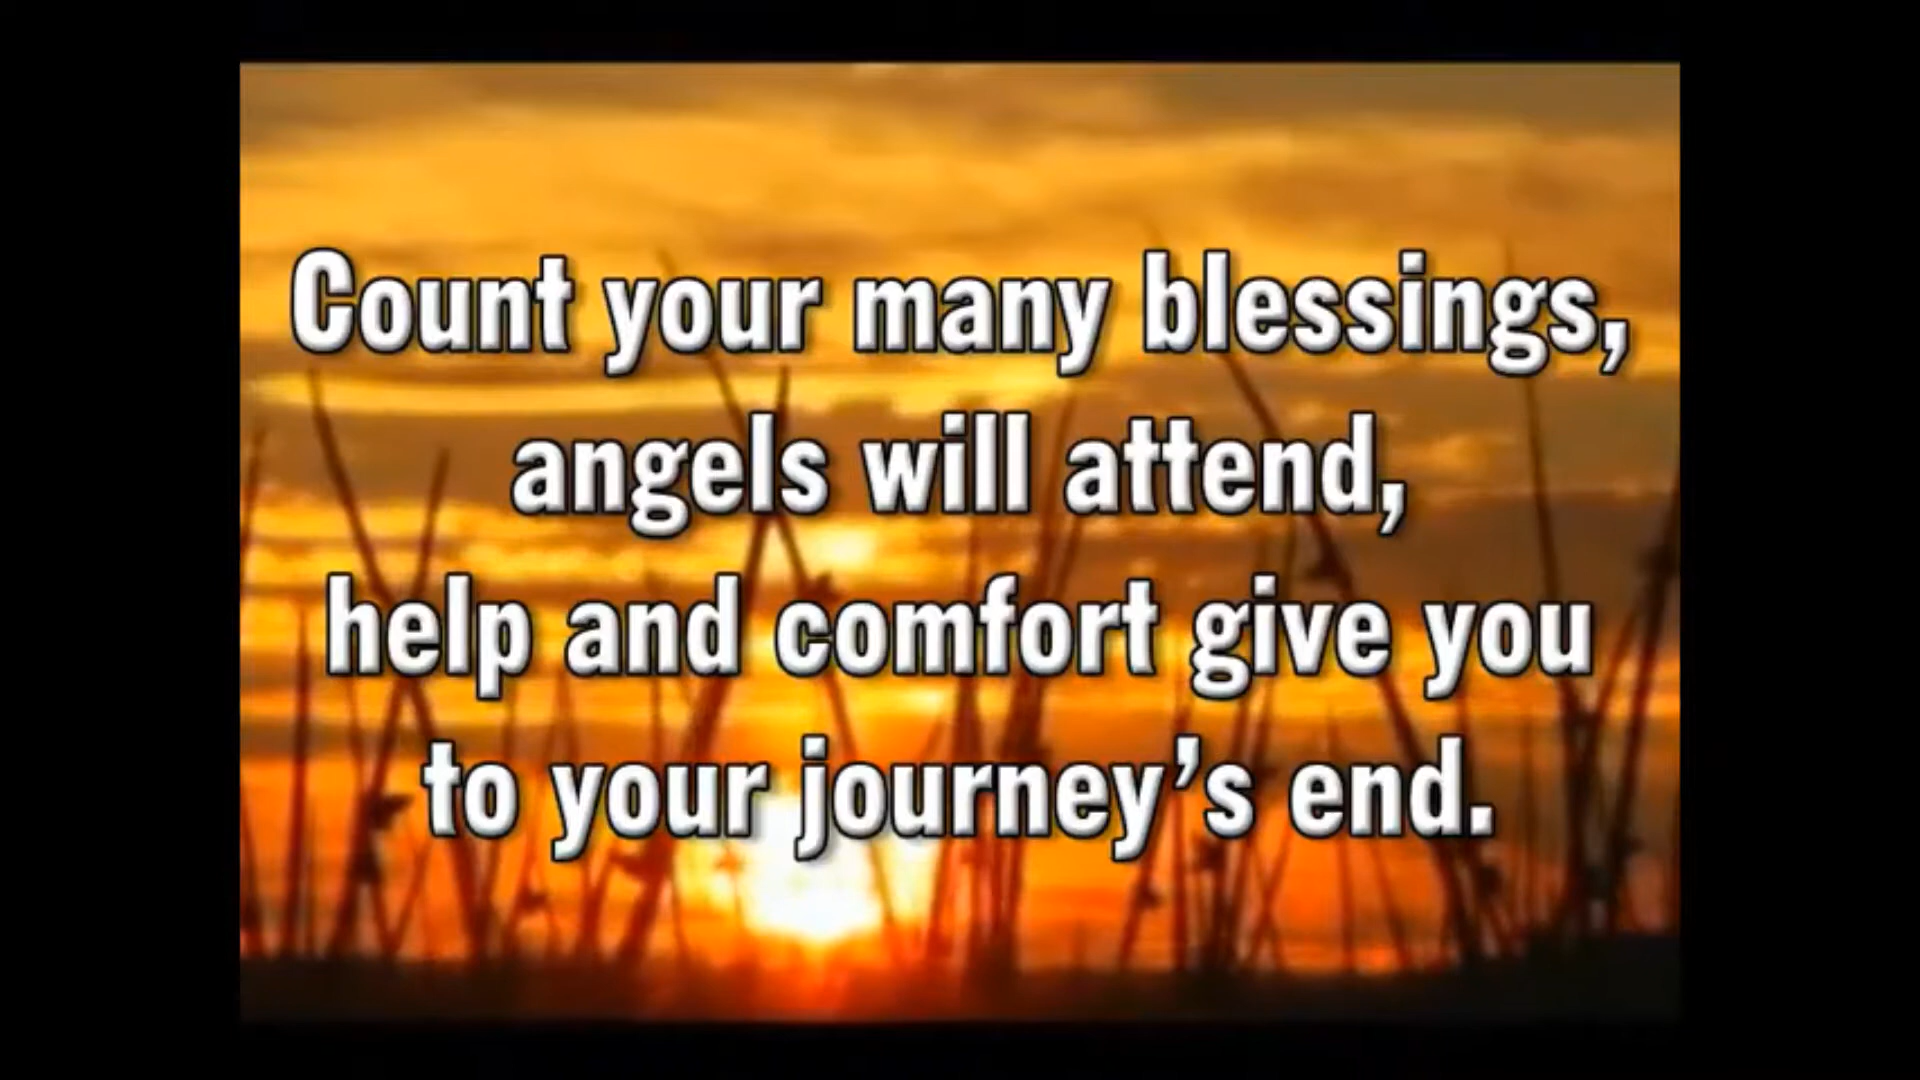 Count your many blessings,
angels will attend,
help and comfort give you
to your journey’s end.